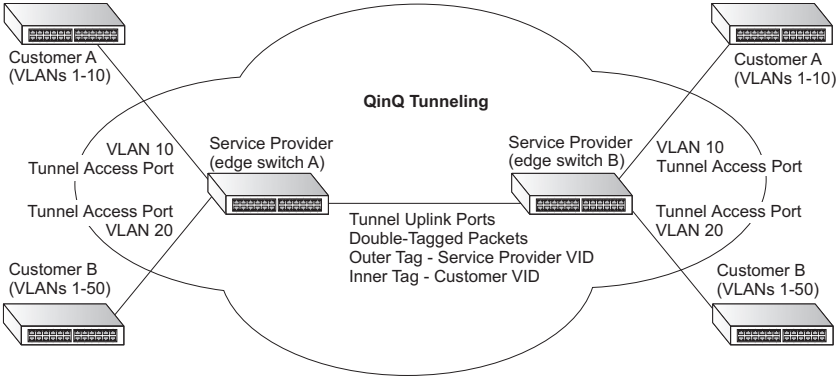 Customer A
(VLANs 1-10)
Customer A
(VLANs 1-10)
QinQ Tunneling
VLAN 10
Tunnel Access Port
Service Provider
(edge switch A)
Service Provider
(edge switch B)
VLAN 10
Tunnel Access Port
Tunnel Access Port
VLAN 20
Tunnel Uplink Ports
Double-Tagged Packets
Outer Tag - Service Provider VID
Inner Tag - Customer VID
Tunnel Access Port
VLAN 20
Customer B
(VLANs 1-50)
Customer B
(VLANs 1-50)